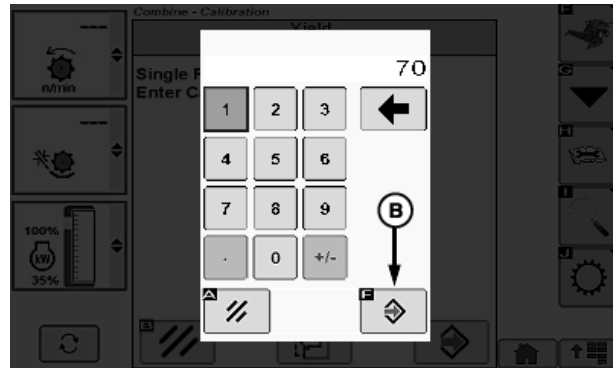 Combine - Calibration
Yield
---
n/min
Single
Enter C
70
1 2 3
4 5 6
7 8 9
. 0 +/-
---
100%
kW
35%
A
B
F
B
F
G
H
I
J